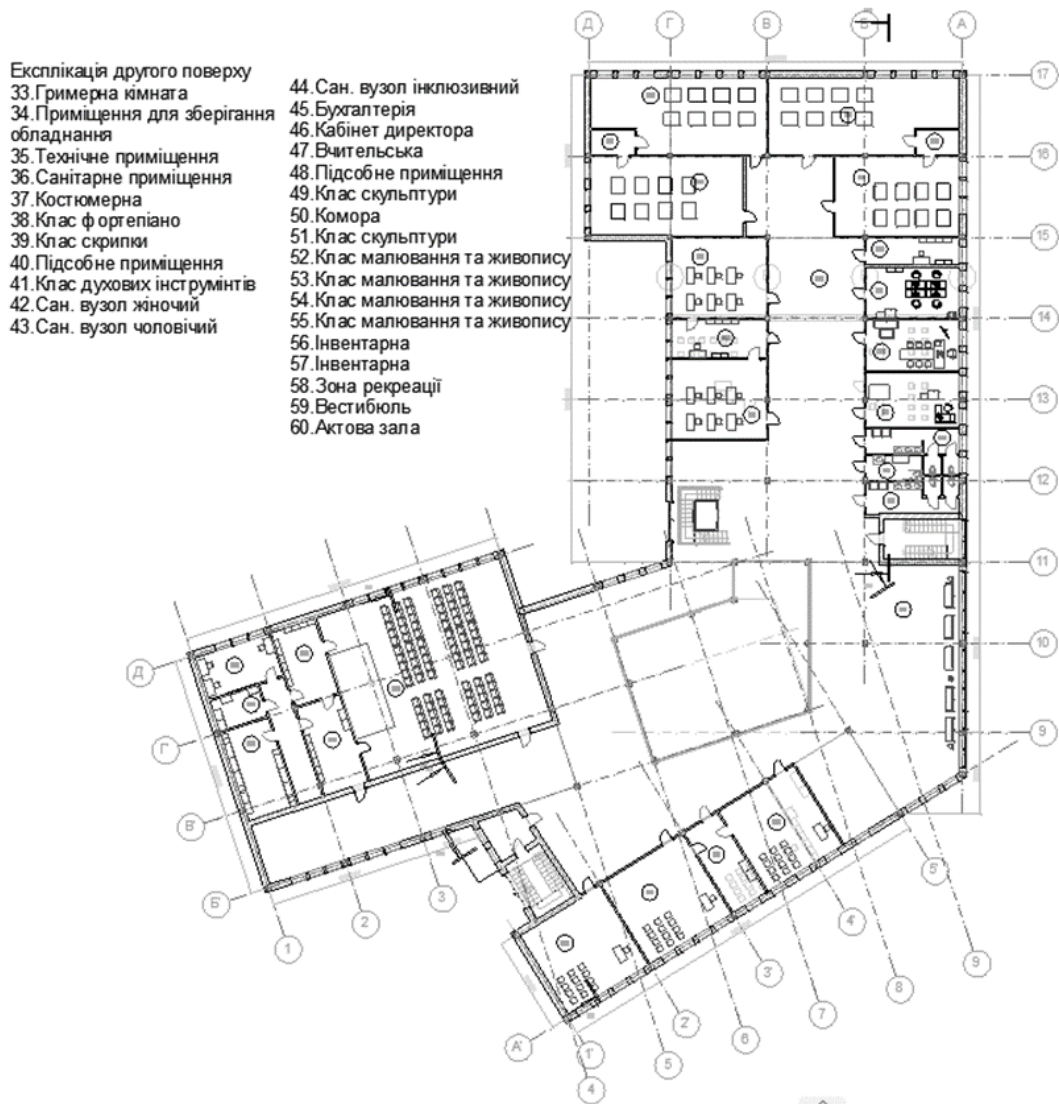 Експлікація другого поверху
33.Гримерна кімната
34.Приміщення для зберігання
обладнання
35.Технічне приміщення
36.Санітарне приміщення
37.Костюмерна
38.Клас фортепіано
39.Клас скрипки
40.Підсобне приміщення
41.Клас духових інструмінтів
42.Сан. вузол жіночий
43.Сан. вузол чоловічий
44.Сан. вузол інклюзивний
45.Бухгалтерія
46.Кабінет директора
47.Вчительська
48.Підсобне приміщення
49.Клас скульптури
50.Комора
51.Клас скульптури
52.Клас малювання та живопису
53.Клас малювання та живопису
54.Клас малювання та живопису
55.Клас малювання та живопису
56.Інвентарна
57.Інвентарна
58.Зона рекреації
59.Вестибюль
60.Актова зала
Д Г В Б А
17
16
15
14
13
12
11
10
9
Д
Г
В'
Б'
1
2
3
А'
1'
4
5
2'
6
3'
7
4'
8
5'
9